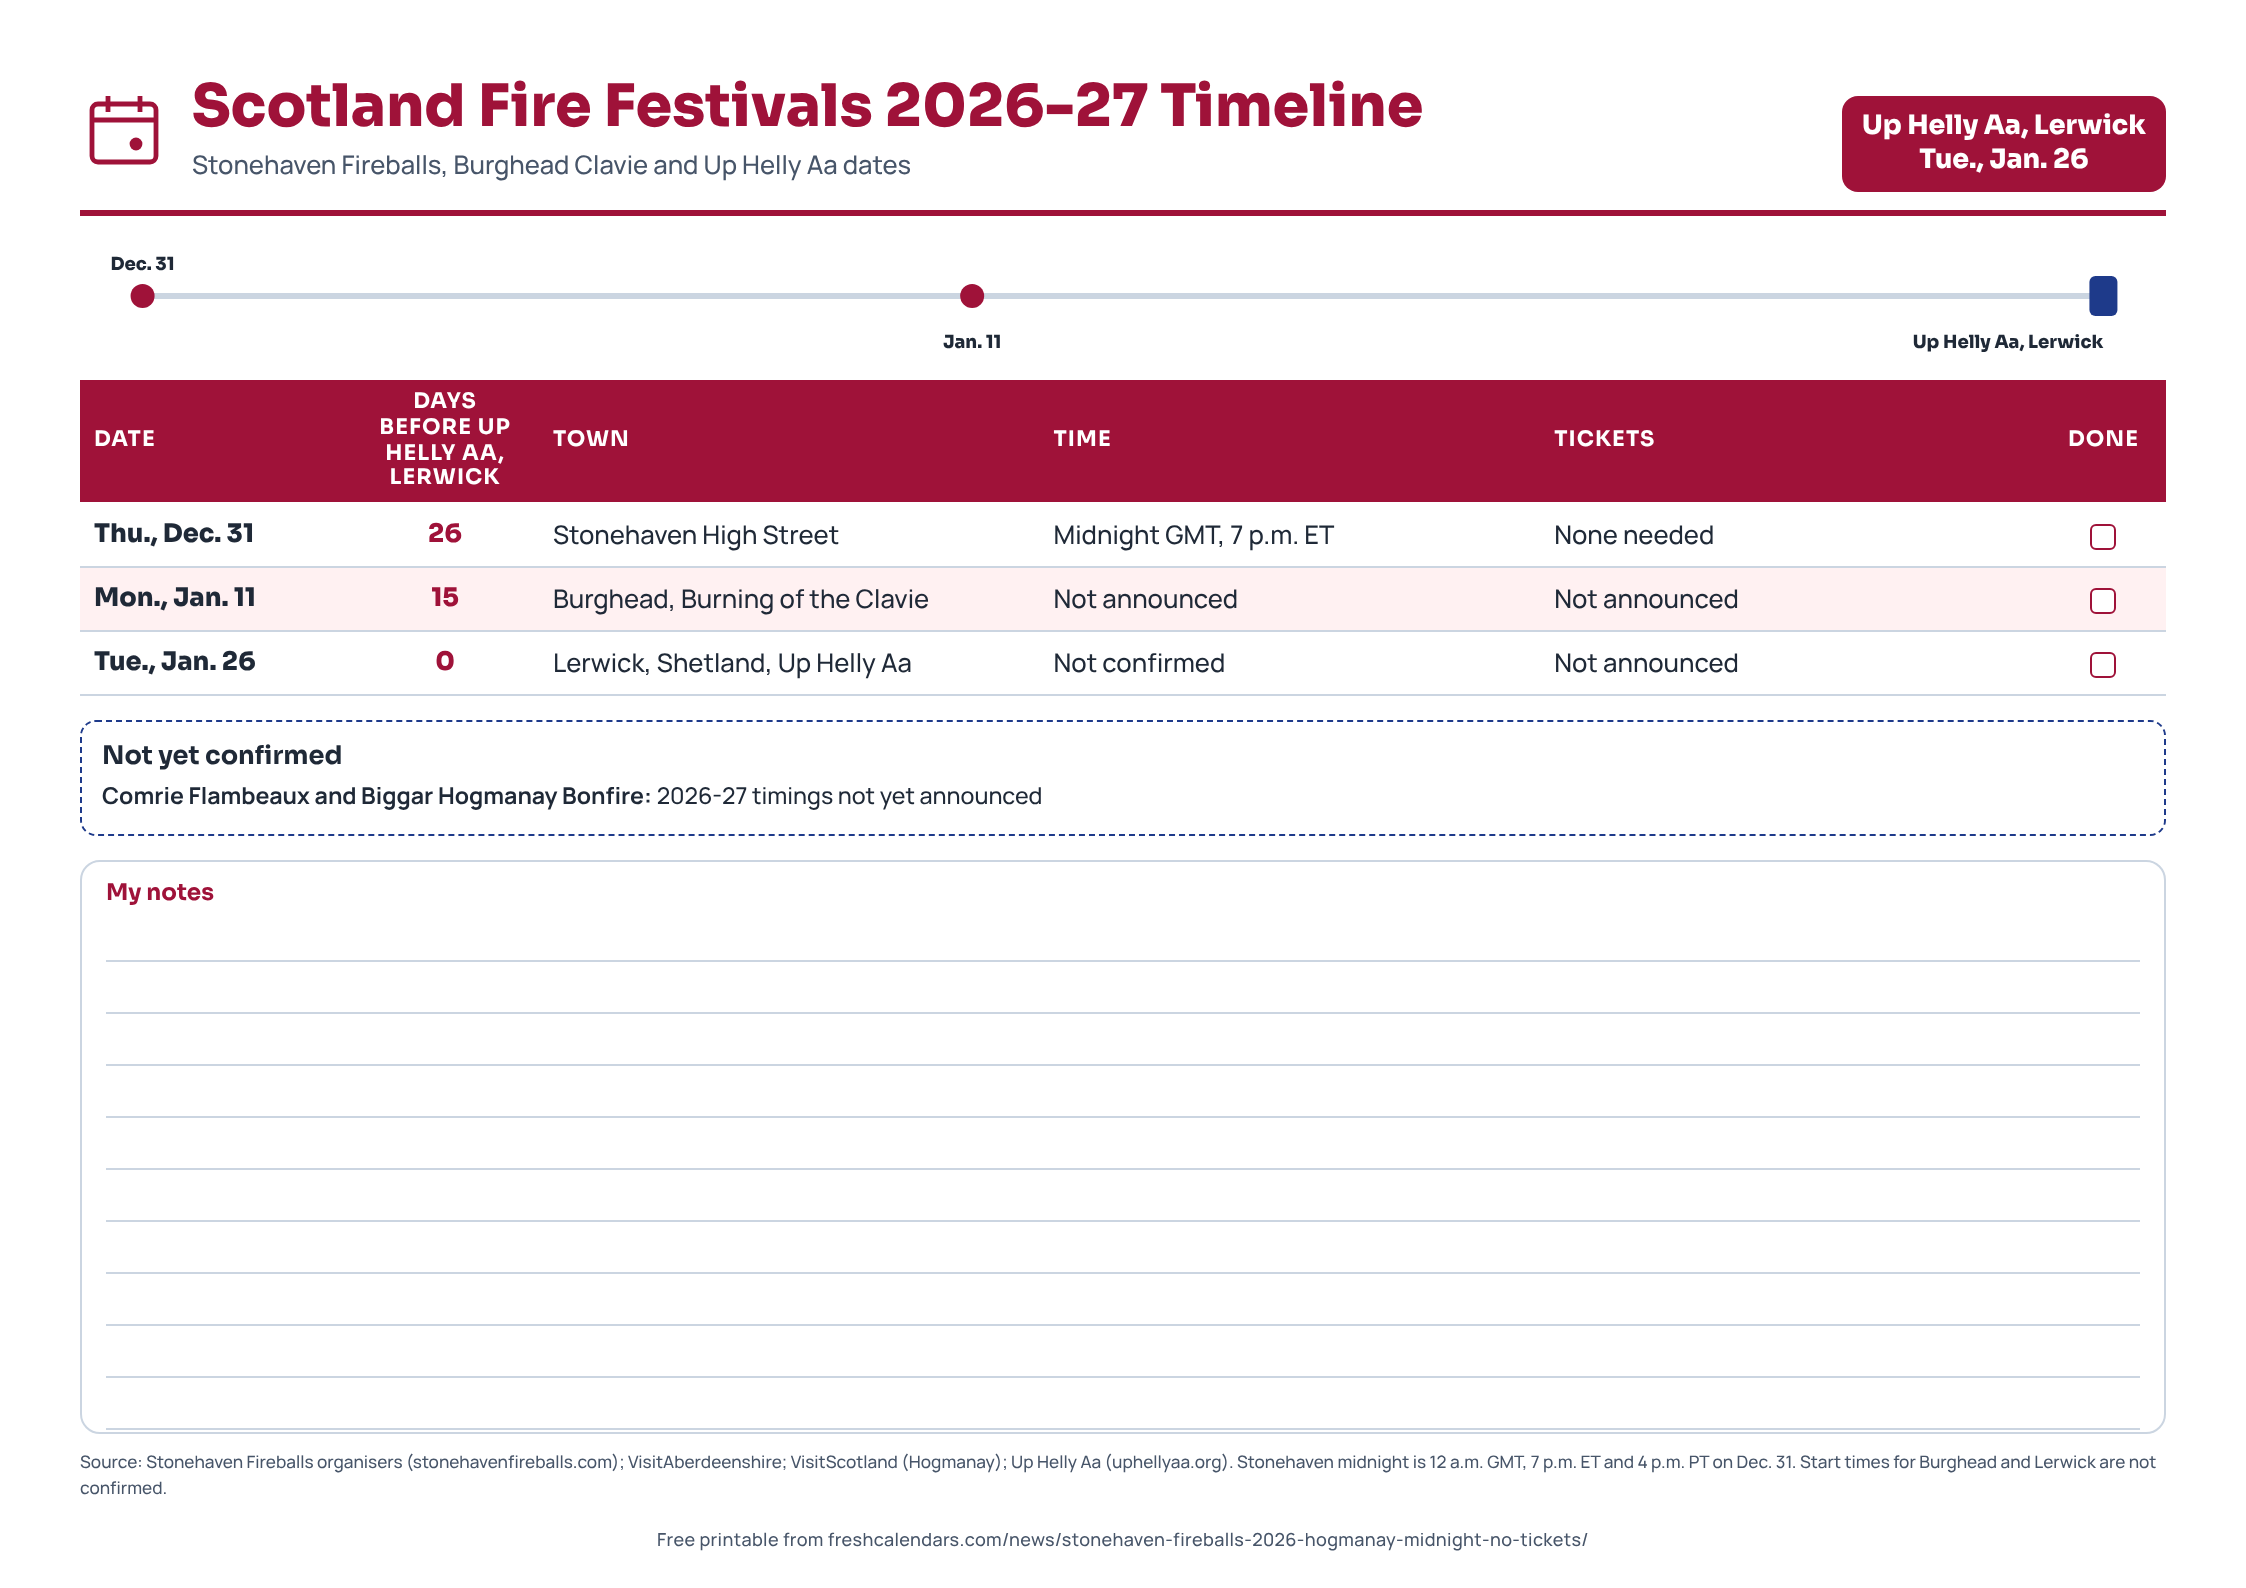 Scotland Fire Festivals 2026-27 Timeline
Stonehaven Fireballs, Burghead Clavie and Up Helly Aa dates
Up Helly Aa, Lerwick
Tue., Jan. 26
Dec. 31
Jan. 11
Up Helly Aa, Lerwick
DATE
DAYS
BEFORE UP
HELLY AA,
LERWICK
TOWN
TIME
TICKETS
DONE
Thu., Dec. 31 26 Stonehaven High Street Midnight GMT, 7 p.m. ET None needed
Mon., Jan. 11 15 Burghead, Burning of the Clavie Not announced Not announced
Tue., Jan. 26 0 Lerwick, Shetland, Up Helly Aa Not confirmed Not announced
Not yet confirmed
Comrie Flambeaux and Biggar Hogmanay Bonfire: 2026-27 timings not yet announced
My notes
Source: Stonehaven Fireballs organisers (stonehavenfireballs.com); VisitAberdeenshire; VisitScotland (Hogmanay); Up Helly Aa (uphellyaa.org). Stonehaven midnight is 12 a.m. GMT, 7 p.m. ET and 4 p.m. PT on Dec. 31. Start times for Burghead and Lerwick are not
confirmed.
Free printable from freshcalendars.com/news/stonehaven-fireballs-2026-hogmanay-midnight-no-tickets/